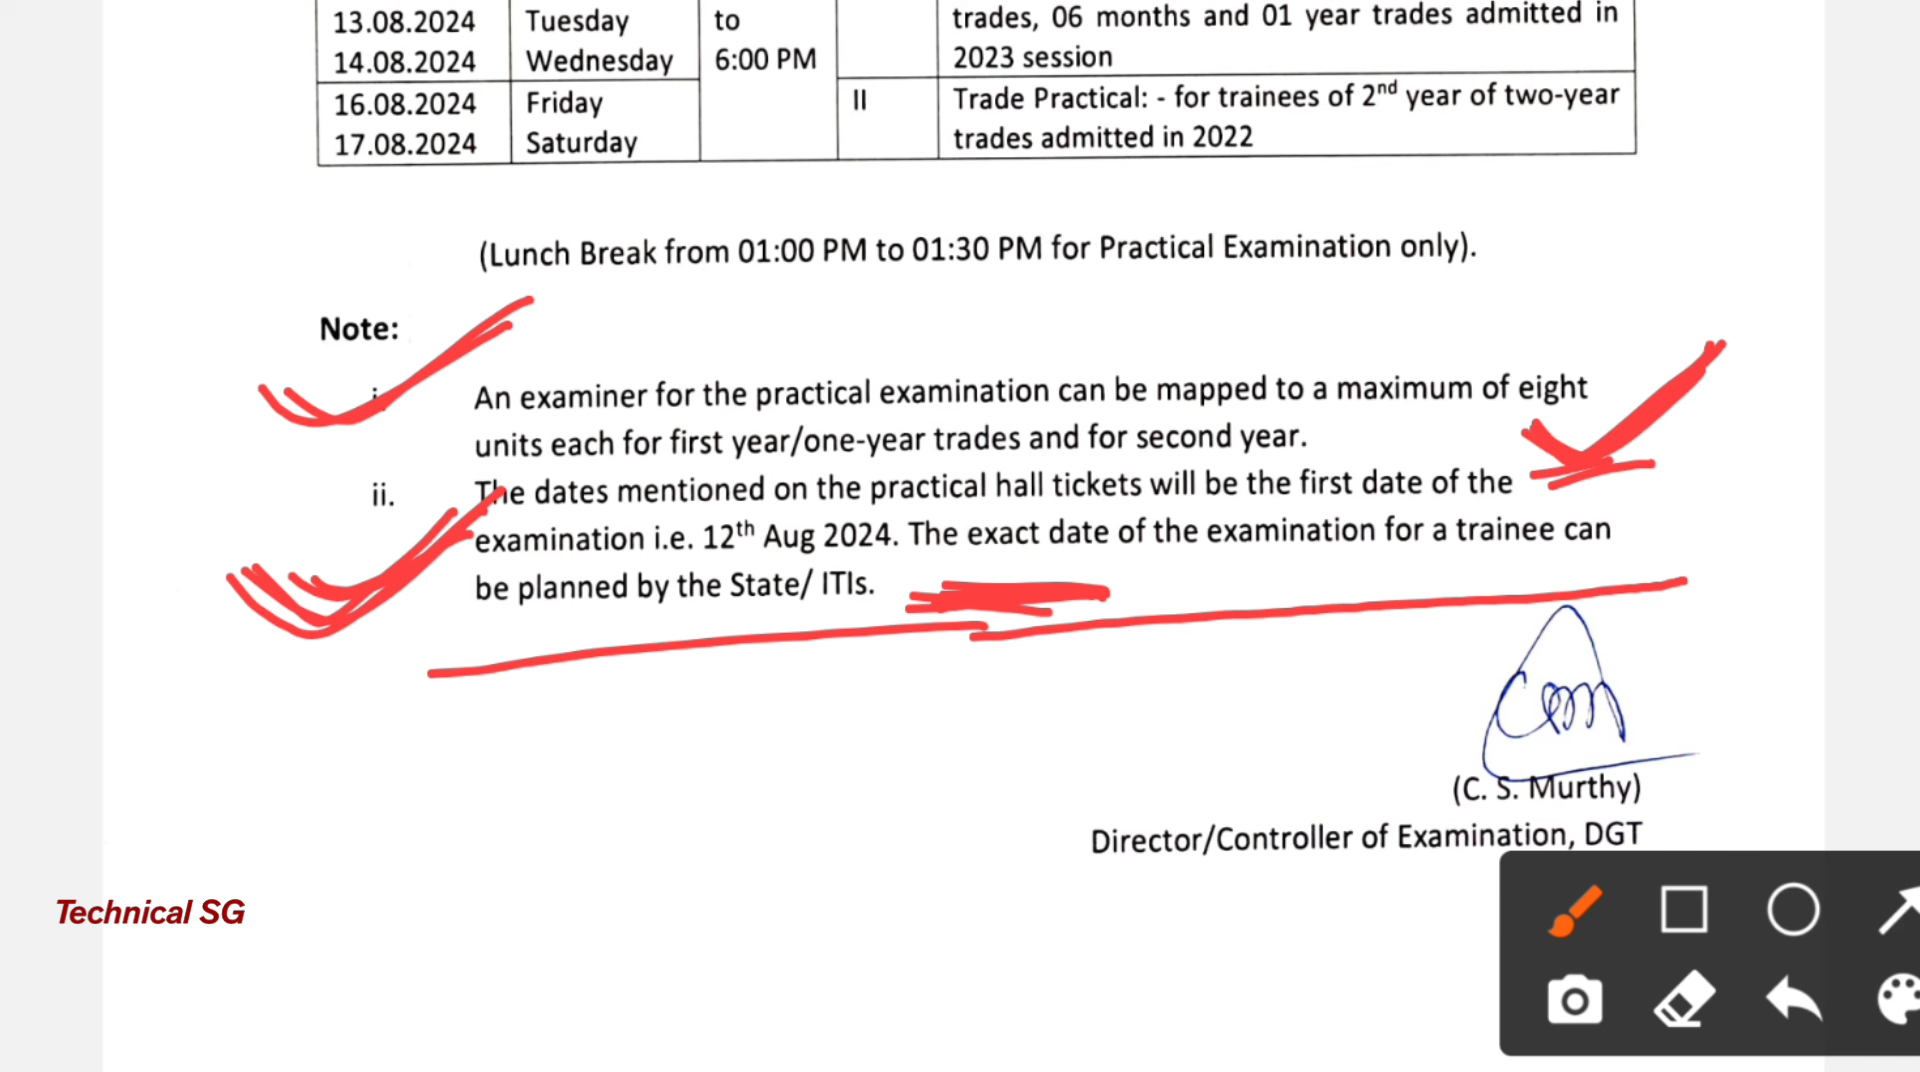 13.08.2024 Tuesday to trades, 06 months and 01 year trades admitted in
14.08.2024 Wednesday 6:00 PM 2023 session
16.08.2024 Friday II Trade Practical: - for trainees of 2nd year of two-year
17.08.2024 Saturday trades admitted in 2022
(Lunch Break from 01:00 PM to 01:30 PM for Practical Examination only).
Note:
i. An examiner for the practical examination can be mapped to a maximum of eight
units each for first year/one-year trades and for second year.
ii. The dates mentioned on the practical hall tickets will be the first date of the
examination i.e. 12th Aug 2024. The exact date of the examination for a trainee can
be planned by the State/ ITIs.
(C. S. Murthy)
Director/Controller of Examination, DGT
Technical SG